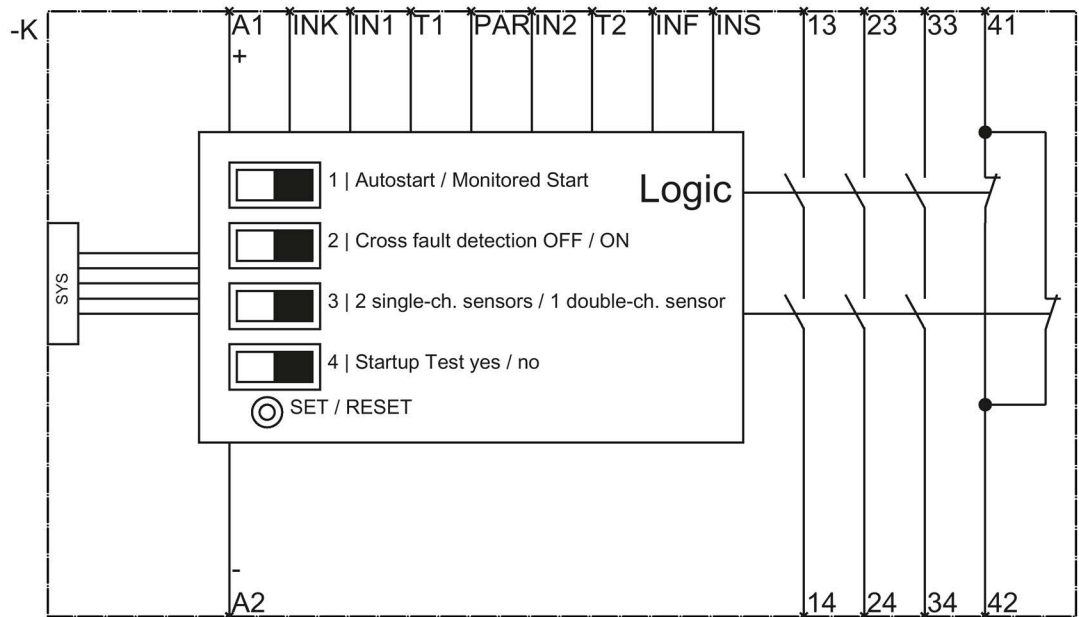 -K
A1 INK IN1 T1 PAR IN2 T2 INF INS 13 23 33 41
+
1 | Autostart / Monitored Start
Logic
2 | Cross fault detection OFF / ON
SYS
3 | 2 single-ch. sensors / 1 double-ch. sensor
4 | Startup Test yes / no
SET / RESET
-
A2 14 24 34 42